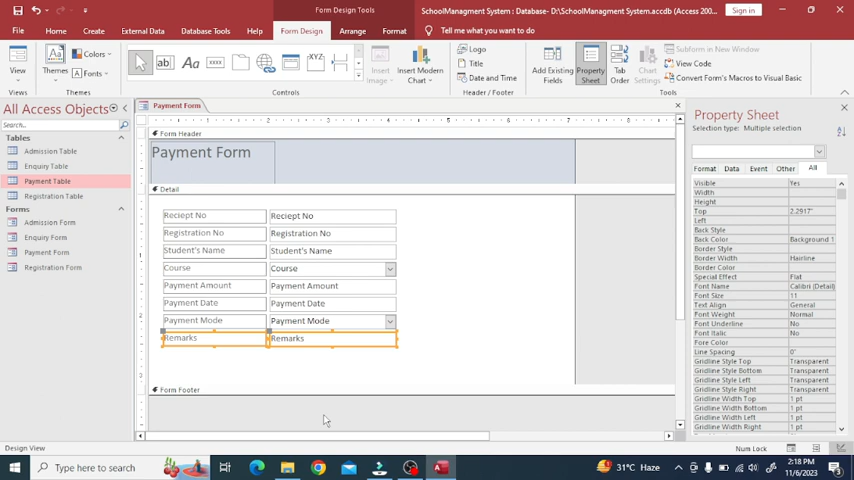 Form Design Tools
SchoolManagment System : Database- D:\SchoolManagment System.accdb (Access 200...
Sign in
File Home Create External Data Database Tools Help Form Design Arrange Format Tell me what you want to do
View
Views
Themes
Colors
Fonts
Themes
Aa
XYZ
Controls
Insert Image
Insert Modern Chart
Logo
Title
Date and Time
Header / Footer
Add Existing Fields
Property Sheet
Tab Order
Chart Settings
Subform in New Window
View Code
Convert Form's Macros to Visual Basic
Tools
All Access Objects
Search...
Tables
Admission Table
Enquiry Table
Payment Table
Registration Table
Forms
Admission Form
Enquiry Form
Payment Form
Registration Form
Payment Form
Form Header
Payment Form
Detail
Reciept No Reciept No
Registration No Registration No
Student's Name Student's Name
Course Course
Payment Amount Payment Amount
Payment Date Payment Date
Payment Mode Payment Mode
Remarks Remarks
Form Footer
Property Sheet
Selection type: Multiple selection
Format Data Event Other All
Visible Yes
Width
Height
Top 2.2917"
Left
Back Style
Back Color Background 1
Border Style
Border Width Hairline
Border Color
Special Effect Flat
Font Name Calibri (Detail)
Font Size 11
Text Align General
Font Weight Normal
Font Underline No
Font Italic No
Fore Color
Line Spacing 0"
Gridline Style Top Transparent
Gridline Style Bottom Transparent
Gridline Style Left Transparent
Gridline Style Right Transparent
Gridline Width Top 1 pt
Gridline Width Bottom 1 pt
Gridline Width Left 1 pt
Gridline Width Right 1 pt
Design View
Num Lock
Type here to search
31°C Haze
2:18 PM
11/6/2023